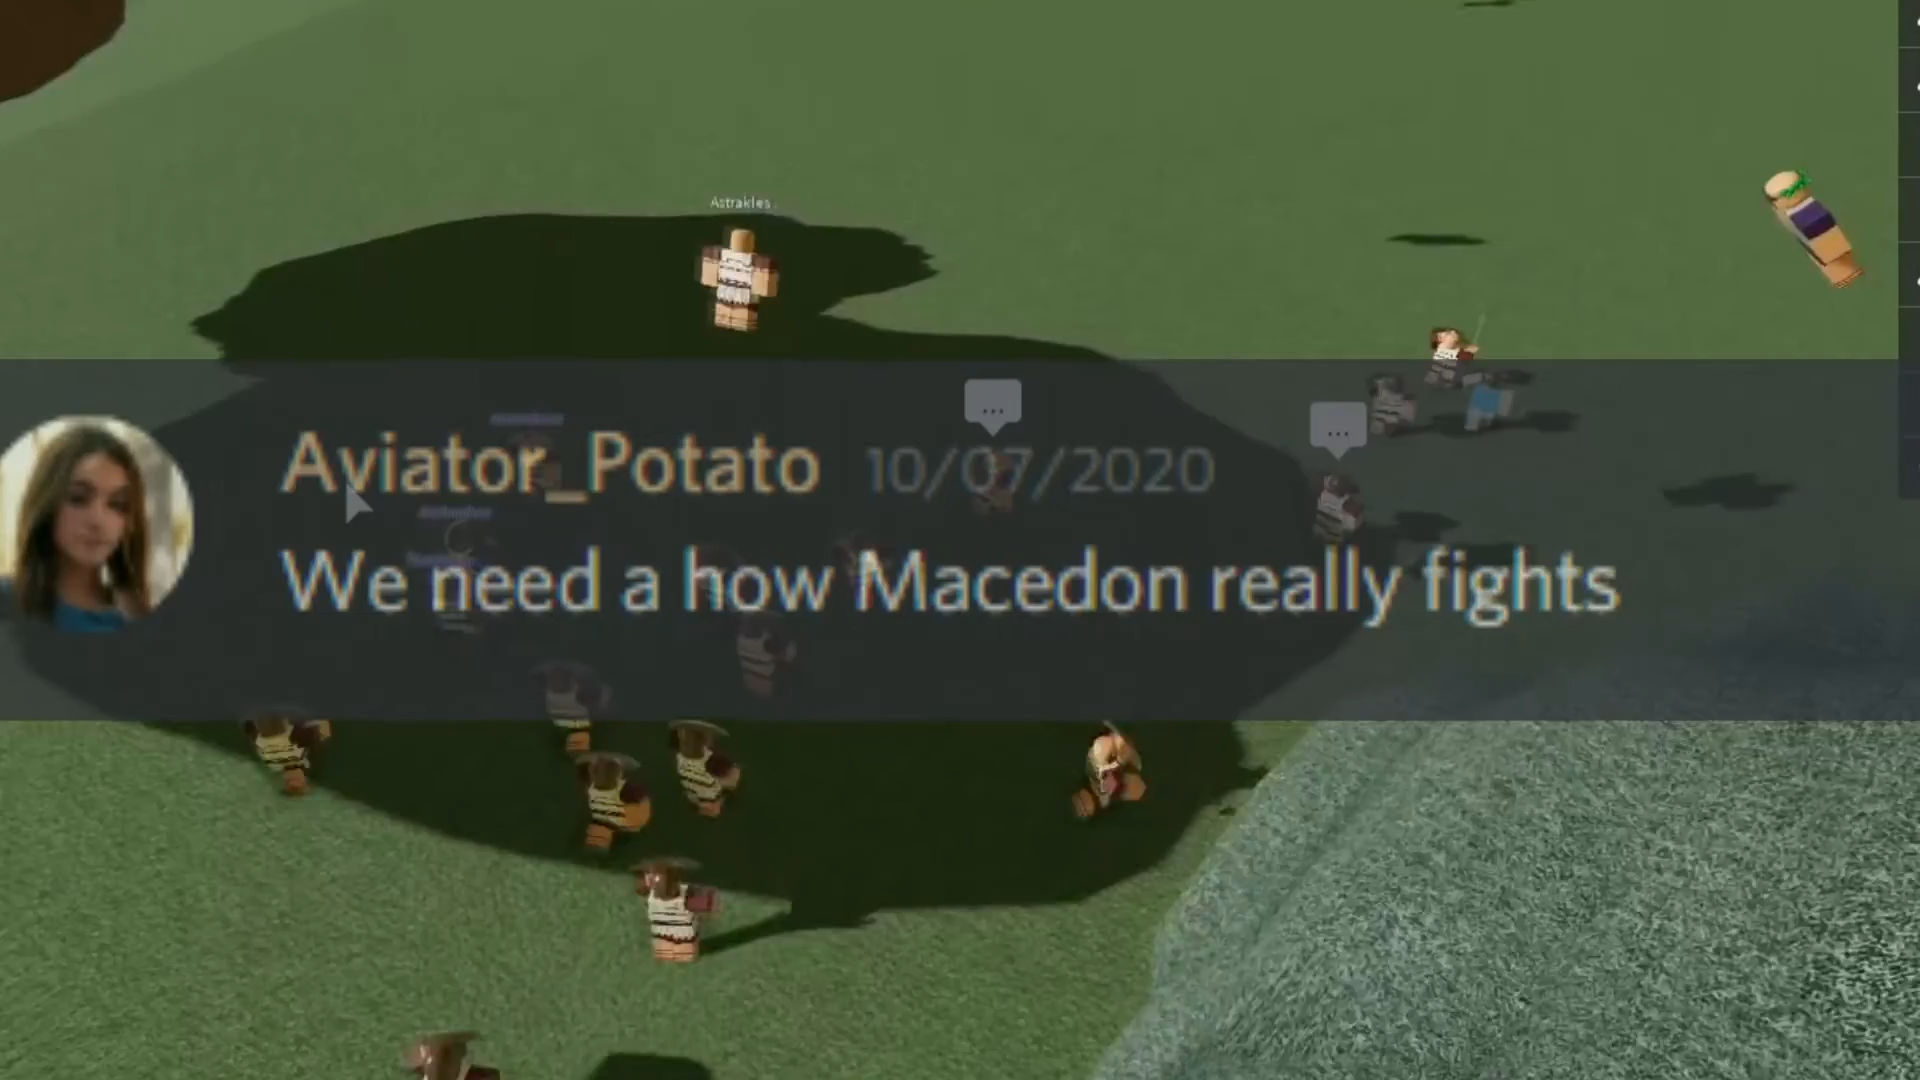 Astrakles
Aviator_Potato 10/07/2020
We need a how Macedon really fights